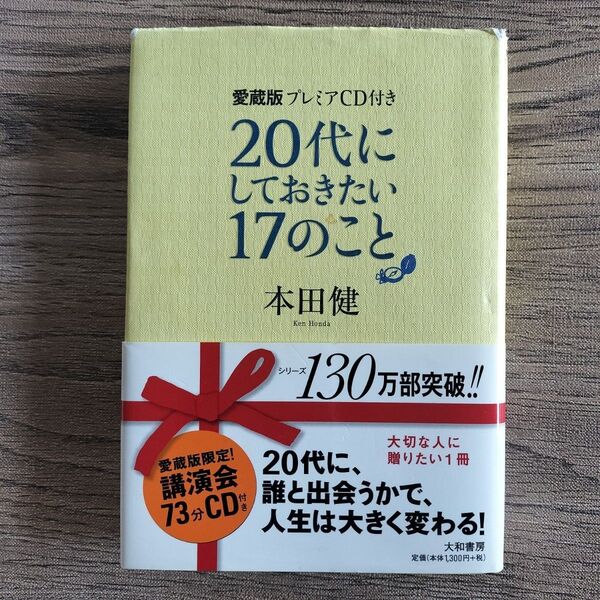 愛蔵版 プレミアCD付き
20代に
しておきたい
17のこと
本田健
Ken Honda
シリーズ 130万部突破!!
大切な人に
贈りたい1冊
愛蔵版限定!
講演会
73分CD付き
20代に、
誰と出会うかで、
人生は大きく変わる!
大和書房
定価(本体1,300円+税)